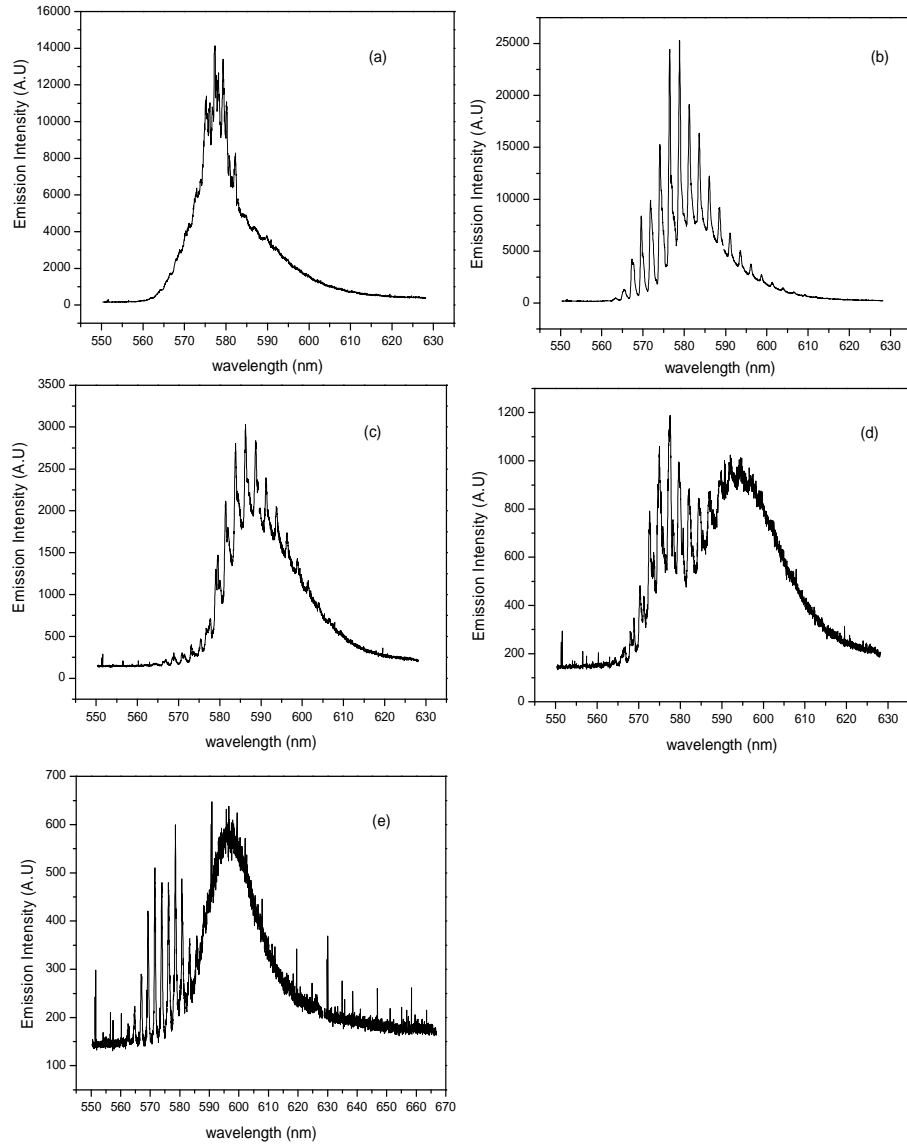 (a)
Emission Intensity (A.U)
16000
14000
12000
10000
8000
6000
4000
2000
0
550 560 570 580 590 600 610 620 630
wavelength (nm)
(b)
Emission Intensity (A.U)
25000
20000
15000
10000
5000
0
550 560 570 580 590 600 610 620 630
wavelength (nm)
(c)
Emission Intensity (A.U)
3500
3000
2500
2000
1500
1000
500
0
550 560 570 580 590 600 610 620 630
wavelength (nm)
(d)
Emission Intensity (A.U)
1200
1000
800
600
400
200
0
550 560 570 580 590 600 610 620 630
wavelength (nm)
(e)
Emission Intensity (A.U)
700
600
500
400
300
200
100
550 560 570 580 590 600 610 620 630 640 650 660 670
wavelength (nm)